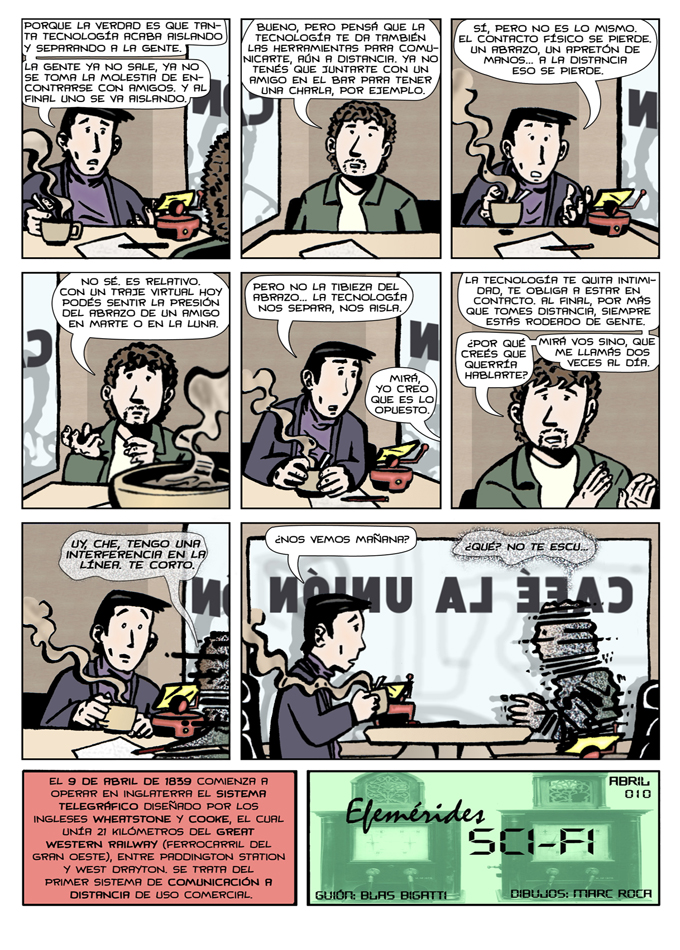 PORQUE LA VERDAD ES QUE TAN-
TA TECNOLOGÍA ACABA AISLANDO
Y SEPARANDO A LA GENTE.
LA GENTE YA NO SALE, YA NO
SE TOMA LA MOLESTIA DE EN-
CONTRARSE CON AMIGOS. Y AL
FINAL UNO SE VA AISLANDO.
BUENO, PERO PENSÁ QUE LA
TECNOLOGÍA TE DA TAMBIÉN
LAS HERRAMIENTAS PARA COMU-
NICARTE, AÚN A DISTANCIA. YA NO
TENÉS QUE JUNTARTE CON UN
AMIGO EN EL BAR PARA TENER
UNA CHARLA, POR EJEMPLO.
SÍ, PERO NO ES LO MISMO.
EL CONTACTO FÍSICO SE PIERDE.
UN ABRAZO, UN APRETÓN DE
MANOS... A LA DISTANCIA
ESO SE PIERDE.
NO SÉ. ES RELATIVO.
CON UN TRAJE VIRTUAL HOY
PODÉS SENTIR LA PRESIÓN
DEL ABRAZO DE UN AMIGO
EN MARTE O EN LA LUNA.
PERO NO LA TIBIEZA DEL
ABRAZO... LA TECNOLOGÍA
NOS SEPARA, NOS AISLA.
MIRÁ,
YO CREO
QUE ES LO
OPUESTO.
LA TECNOLOGÍA TE QUITA INTIMI-
DAD, TE OBLIGA A ESTAR EN
CONTACTO. AL FINAL, POR MÁS
QUE TOMES DISTANCIA, SIEMPRE
ESTÁS RODEADO DE GENTE.
¿POR QUÉ
CREÉS QUE
QUERRÍA
HABLARTE?
MIRÁ VOS SINO, QUE
ME LLAMÁS DOS
VECES AL DÍA.
UY, CHE, TENGO UNA
INTERFERENCIA EN LA
LÍNEA. TE CORTO.
¿NOS VEMOS MAÑANA?
¿QUÉ? NO TE ESCU...
CAFÉ LA UNIÓN
EL 9 DE ABRIL DE 1839 COMIENZA A
OPERAR EN INGLATERRA EL SISTEMA
TELEGRÁFICO DISEÑADO POR LOS
INGLESES WHEATSTONE Y COOKE, EL CUAL
UNÍA 21 KILÓMETROS DEL GREAT
WESTERN RAILWAY (FERROCARRIL DEL
GRAN OESTE), ENTRE PADDINGTON STATION
Y WEST DRAYTON. SE TRATA DEL
PRIMER SISTEMA DE COMUNICACIÓN A
DISTANCIA DE USO COMERCIAL.
ABRIL
010
Efemérides
SCI-FI
GUIÓN: BLAS BIGATTI
DIBUJOS: MARC ROCA